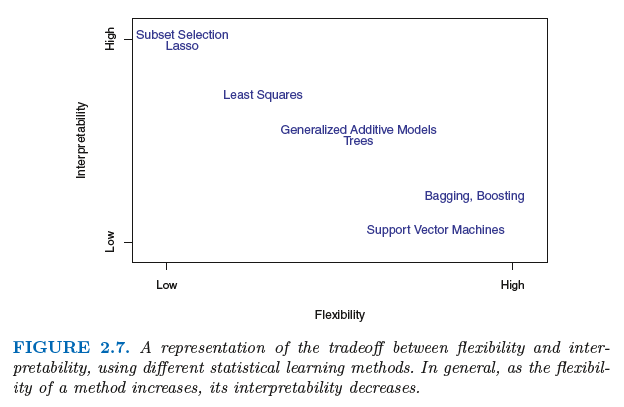 High
Subset Selection
Lasso
Least Squares
Generalized Additive Models
Trees
Interpretability
Bagging, Boosting
Support Vector Machines
Low
Low
High
Flexibility
FIGURE 2.7. A representation of the tradeoff between flexibility and inter-
pretability, using different statistical learning methods. In general, as the flexibil-
ity of a method increases, its interpretability decreases.